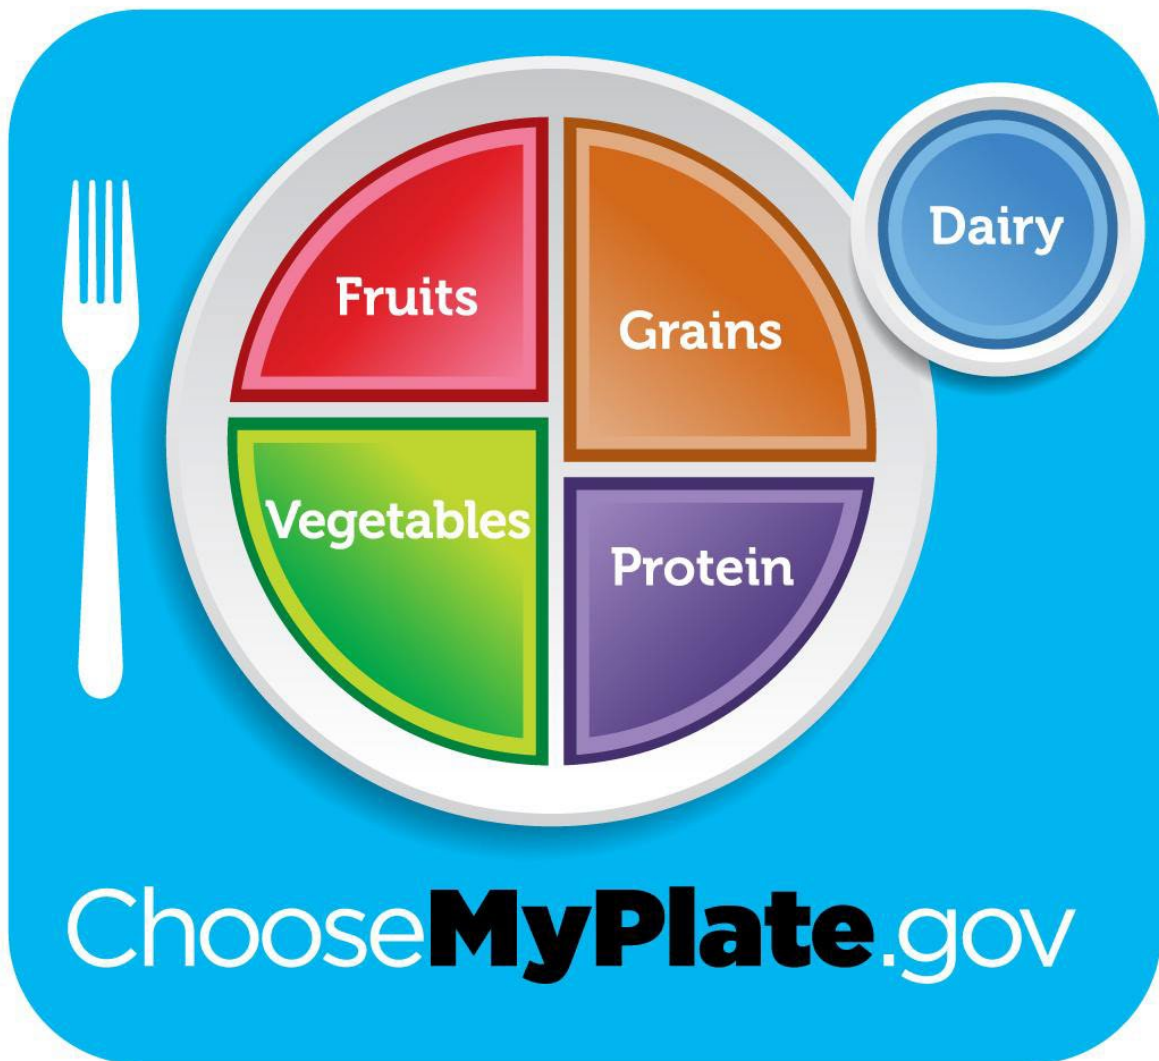 Fruits
Grains
Dairy
Vegetables
Protein
ChooseMyPlate.gov